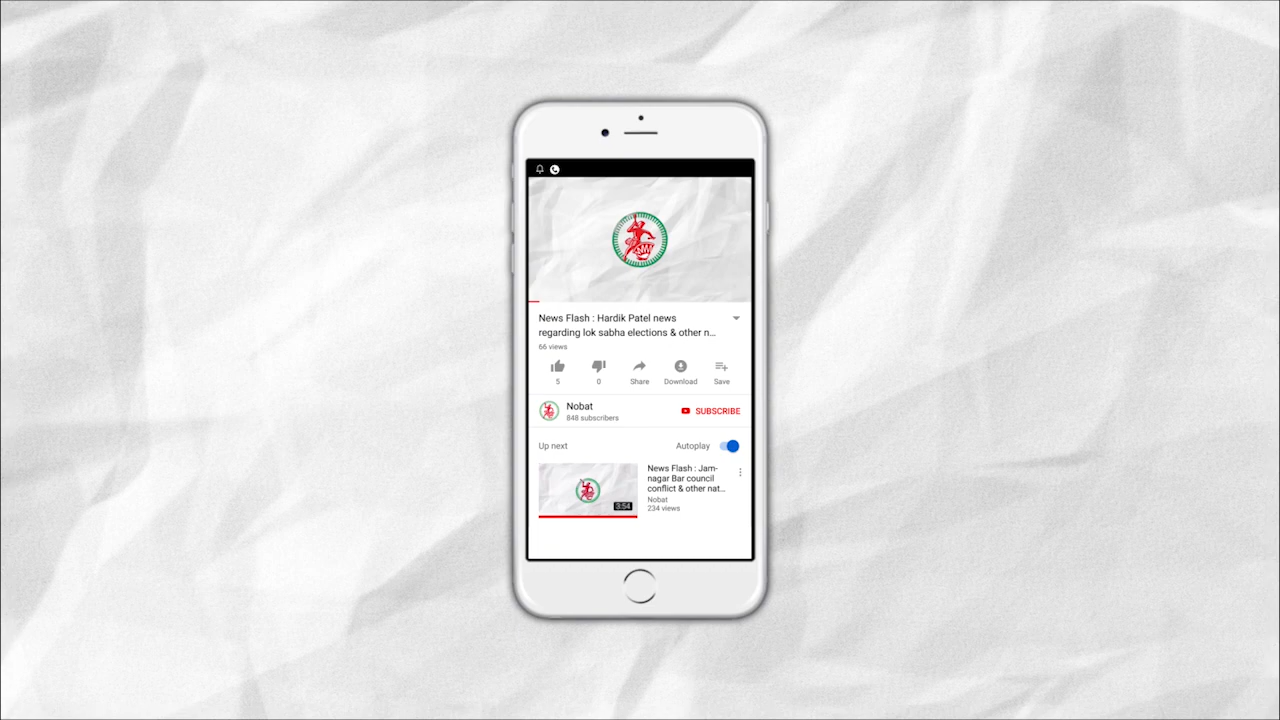 News Flash : Hardik Patel news
regarding lok sabha elections & other n...
66 views
5
0
Share
Download
Save
Nobat
848 subscribers
SUBSCRIBE
Up next
Autoplay
3:54
News Flash : Jam-
nagar Bar council
conflict & other nat...
Nobat
234 views